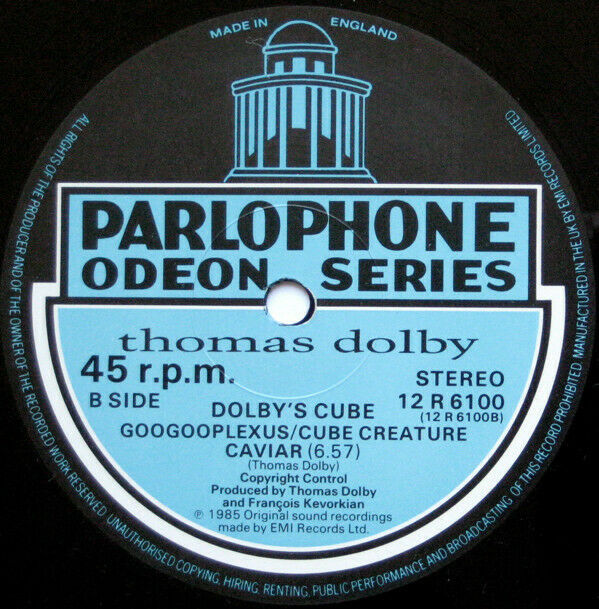 MADE IN ENGLAND
PARLOPHONE
ODEON SERIES
thomas dolby
45 r.p.m.
STEREO
B SIDE
12 R 6100
(12 R 6100B)
DOLBY'S CUBE
GOOGOOPLEXUS/CUBE CREATURE
CAVIAR (6.57)
(Thomas Dolby)
Copyright Control
Produced by Thomas Dolby
and François Kevorkian
℗ 1985 Original sound recordings
made by EMI Records Ltd.
ALL RIGHTS OF THE PRODUCER AND OF THE OWNER OF THE RECORDED WORK RESERVED. UNAUTHORISED COPYING, HIRING, RENTING, PUBLIC PERFORMANCE AND BROADCASTING OF THIS RECORD PROHIBITED. MANUFACTURED IN THE UK BY EMI RECORDS LIMITED